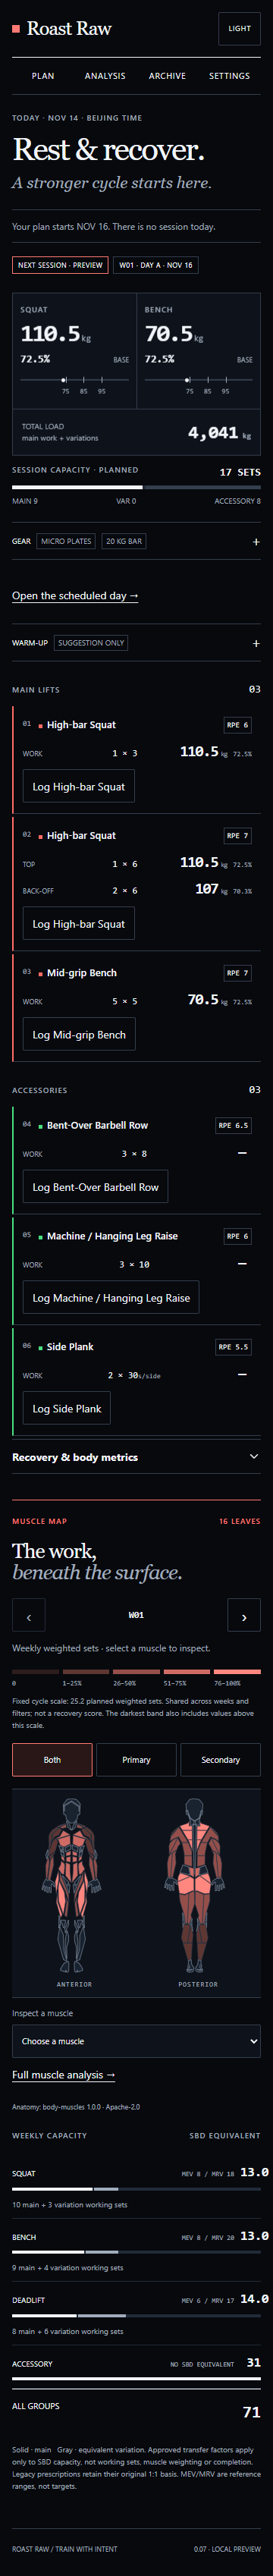 Roast Raw
LIGHT
PLAN ANALYSIS ARCHIVE SETTINGS
TODAY · NOV 14 · BEIJING TIME
Rest & recover.
A stronger cycle starts here.
Your plan starts NOV 16. There is no session today.
NEXT SESSION · PREVIEW W01 · DAY A · NOV 16
SQUAT BENCH
110.5 kg 70.5 kg
72.5% BASE 72.5% BASE
75 85 95 75 85 95
TOTAL LOAD
main work + variations
4,041 kg
SESSION CAPACITY · PLANNED 17 SETS
MAIN 9 VAR 0 ACCESSORY 8
GEAR MICRO PLATES 20 KG BAR +
Open the scheduled day →
WARM-UP SUGGESTION ONLY +
MAIN LIFTS 03
01 High-bar Squat RPE 6
WORK 1 × 3 110.5 kg 72.5%
Log High-bar Squat
02 High-bar Squat RPE 7
TOP 1 × 6 110.5 kg 72.5%
BACK-OFF 2 × 6 107 kg 70.3%
Log High-bar Squat
03 Mid-grip Bench RPE 7
WORK 5 × 5 70.5 kg 72.5%
Log Mid-grip Bench
ACCESSORIES 03
04 Bent-Over Barbell Row RPE 6.5
WORK 3 × 8 —
Log Bent-Over Barbell Row
05 Machine / Hanging Leg Raise RPE 6
WORK 3 × 10 —
Log Machine / Hanging Leg Raise
06 Side Plank RPE 5.5
WORK 2 × 30s/side —
Log Side Plank
Recovery & body metrics
MUSCLE MAP 16 LEAVES
The work,
beneath the surface.
‹ W01 ›
Weekly weighted sets · select a muscle to inspect.
0 1–25% 26–50% 51–75% 76–100%
Fixed cycle scale: 25.2 planned weighted sets. Shared across weeks and
filters; not a recovery score. The darkest band also includes values above
this scale.
Both Primary Secondary
ANTERIOR POSTERIOR
Inspect a muscle
Choose a muscle
Full muscle analysis →
Anatomy: body-muscles 1.0.0 · Apache-2.0
WEEKLY CAPACITY SBD EQUIVALENT
SQUAT MEV 8 / MRV 18 13.0
10 main + 3 variation working sets
BENCH MEV 8 / MRV 20 13.0
9 main + 4 variation working sets
DEADLIFT MEV 6 / MRV 17 14.0
8 main + 6 variation working sets
ACCESSORY NO SBD EQUIVALENT 31
ALL GROUPS 71
Solid · main Gray · equivalent variation. Approved transfer factors apply
only to SBD capacity, not working sets, muscle weighting or completion.
Legacy prescriptions retain their original 1:1 basis. MEV/MRV are reference
ranges, not targets.
ROAST RAW / TRAIN WITH INTENT 0.07 · LOCAL PREVIEW